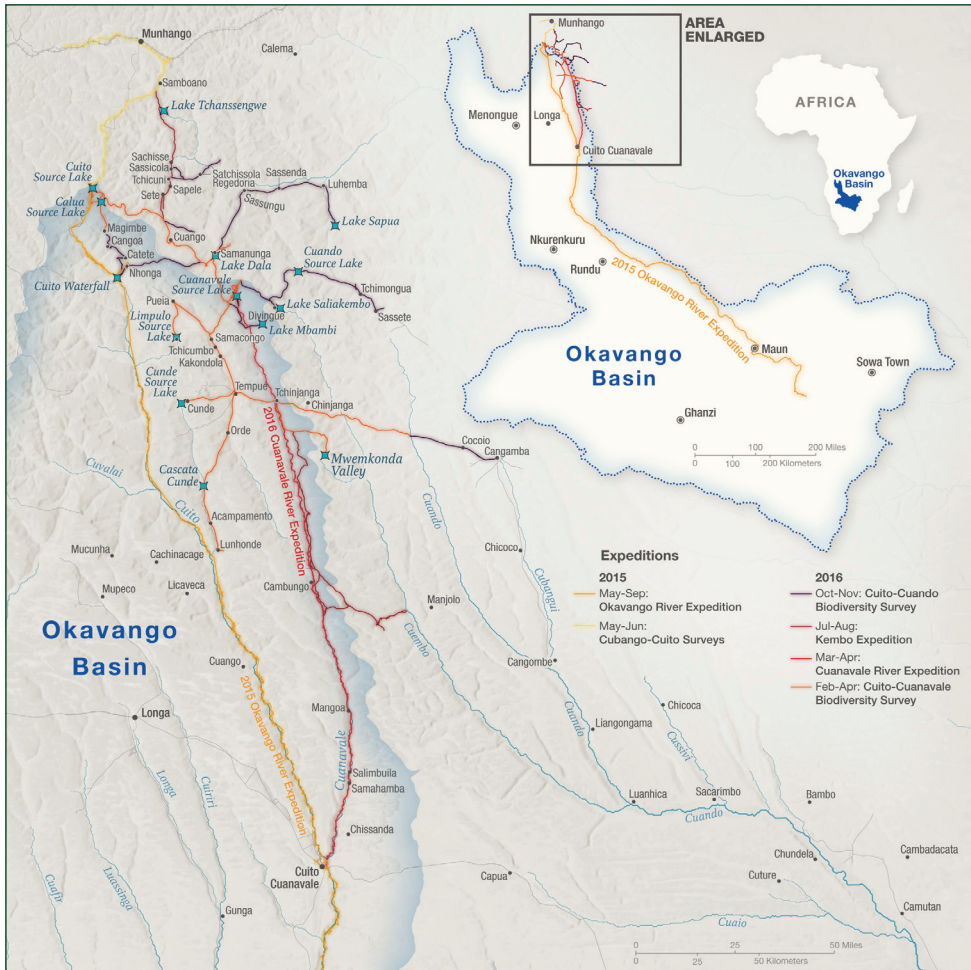 Munhango
Calema
Samboano
Lake Tchanssengwe
Sachisse
Sassicola
Tchicuni
Satchissola
Regedoria
Sassenda
Luhemba
Sapele
Sete
Sassungu
Lake Sapua
Cuito
Source Lake
Calua
Source Lake
Magimbe
Cangoa
Cuango
Catete
Nhonga
Samanunga
Lake Dala
Cuando
Source Lake
Cuito Waterfall
Cuanavale
Source Lake
Tchimongua
Pueia
Lake Saliakembo
Sassete
Divingue
Lake Mbambi
Limpulo
Source
Lake
Samacongo
Tchicumbo
Kakondola
Cunde
Source
Lake
Cunde
Tempue
Tchinjanga
Chinjanga
Orde
2016 Cuanavale River Expedition
Mwemkonda
Valley
Cocoio
Cangamba
Cuvalai
Cascata
Cunde
Cuito
Cuando
Acampamento
Lunhonde
Mucunha
Cachinacage
Chicoco
Cubangui
Mupeco
Licaveca
Cambungo
Manjolo
Cuembo
Okavango
Basin
Cuango
Cangombe
2015 Okavango River Expedition
Mangoa
Longa
Cuanavale
Cuando
Liangongama
Chicoca
Cusshi
Longa
Cuiriri
Salimbuila
Samahamba
Luanhica
Sacarimbo
Bambo
Cuando
Chissanda
Chundela
Cambadacata
Cuito
Cuanavale
Capua
Cuture
Cuafir
Luassinga
Gunga
Camutan
Cuaio
0 25 50 Miles
0 25 50 Kilometers
Munhango
AREA
ENLARGED
Menongue
Longa
Cuito Cuanavale
AFRICA
Okavango
Basin
Nkurenkuru
Rundu
2015 Okavango River Expedition
Okavango
Basin
Maun
Sowa Town
Ghanzi
0 100 200 Miles
0 100 200 Kilometers
Expeditions
2015
May-Sep:
Okavango River Expedition
May-Jun:
Cubango-Cuito Surveys
2016
Oct-Nov: Cuito-Cuando
Biodiversity Survey
Jul-Aug:
Kembo Expedition
Mar-Apr:
Cuanavale River Expedition
Feb-Apr: Cuito-Cuanavale
Biodiversity Survey